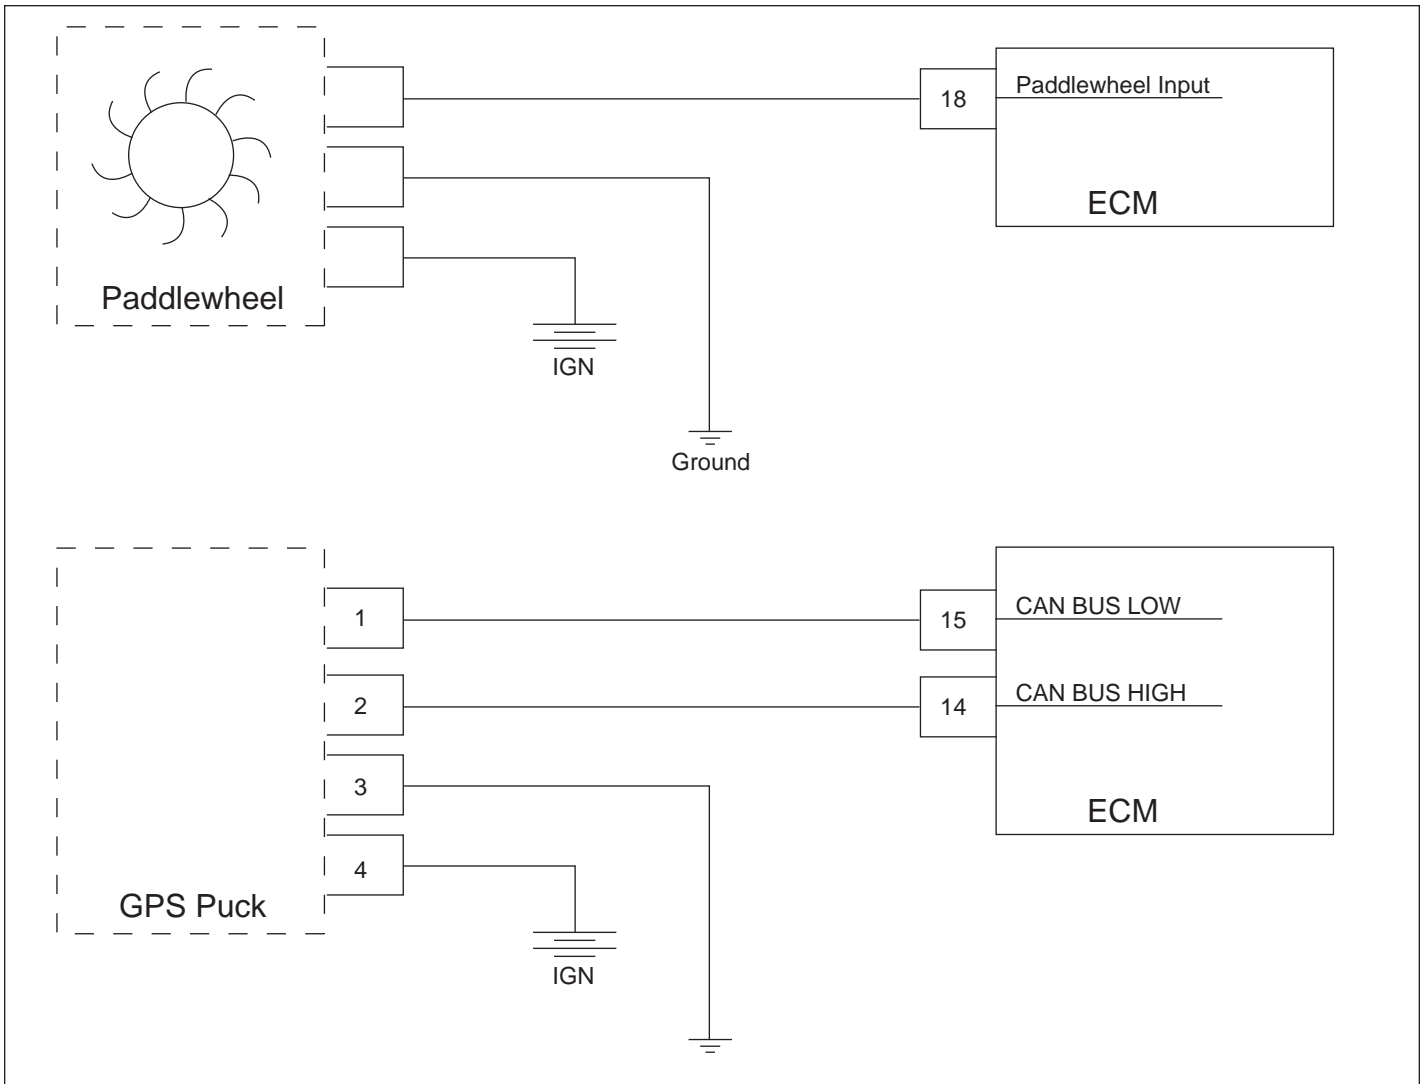 Paddlewheel Input
18
ECM
Paddlewheel
IGN
Ground
1
15
CAN BUS LOW
2
14
CAN BUS HIGH
3
ECM
4
GPS Puck
IGN